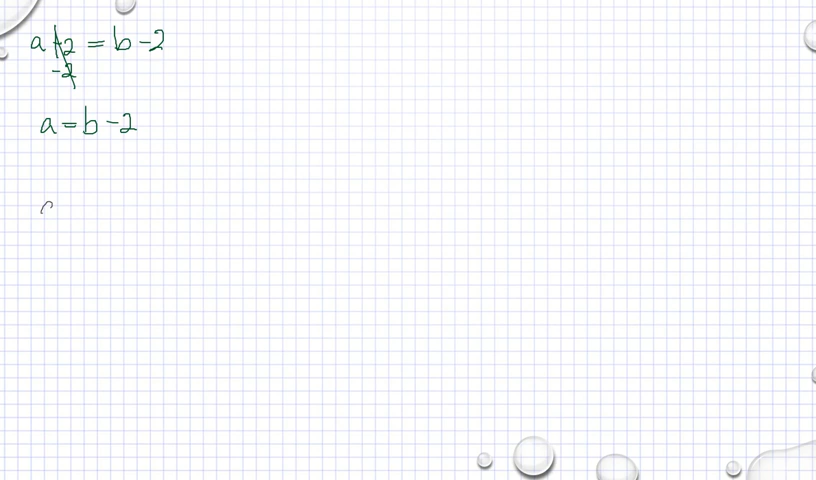 a + 2 = b - 2
- 2
a = b - 2